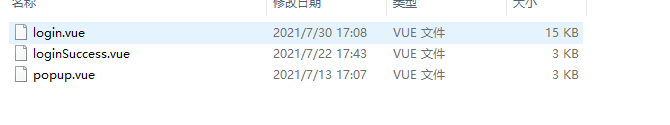 名称 修改日期 类型 大小
login.vue 2021/7/30 17:08 VUE 文件 15 KB
loginSuccess.vue 2021/7/22 17:43 VUE 文件 3 KB
popup.vue 2021/7/13 17:07 VUE 文件 3 KB